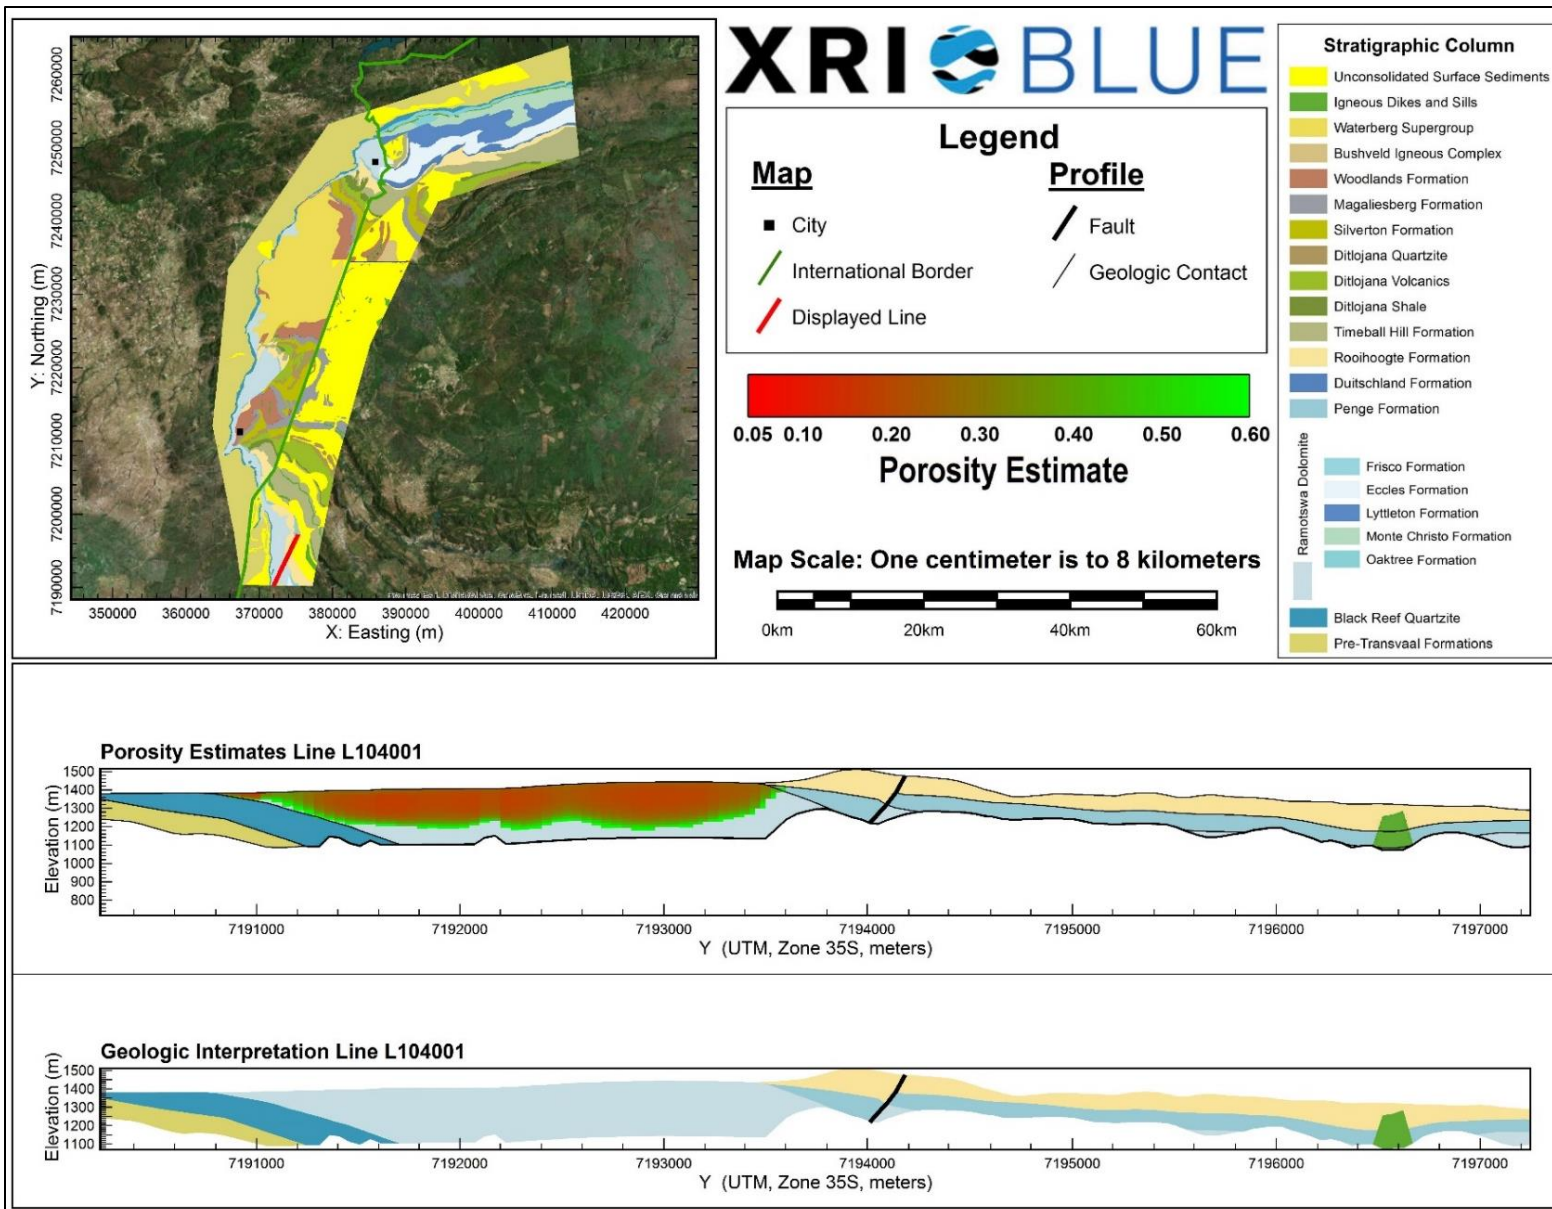 XRI BLUE
Y: Northing (m)
7260000
7250000
7240000
7230000
7220000
7210000
7200000
7190000
350000 360000 370000 380000 390000 400000 410000 420000
X: Easting (m)
Legend
Map
City
International Border
Displayed Line
Profile
Fault
Geologic Contact
0.05 0.10 0.20 0.30 0.40 0.50 0.60
Porosity Estimate
Map Scale: One centimeter is to 8 kilometers
0km 20km 40km 60km
Stratigraphic Column
Unconsolidated Surface Sediments
Igneous Dikes and Sills
Waterberg Supergroup
Bushveld Igneous Complex
Woodlands Formation
Magaliesberg Formation
Silverton Formation
Ditlojana Quartzite
Ditlojana Volcanics
Ditlojana Shale
Timeball Hill Formation
Rooihoogte Formation
Duitschland Formation
Penge Formation
Ramotswa Dolomite
Frisco Formation
Eccles Formation
Lyttleton Formation
Monte Christo Formation
Oaktree Formation
Black Reef Quartzite
Pre-Transvaal Formations
Porosity Estimates Line L104001
Elevation (m)
1500
1400
1300
1200
1100
1000
900
800
7191000 7192000 7193000 7194000 7195000 7196000 7197000
Y (UTM, Zone 35S, meters)
Geologic Interpretation Line L104001
Elevation (m)
1500
1400
1300
1200
1100
7191000 7192000 7193000 7194000 7195000 7196000 7197000
Y (UTM, Zone 35S, meters)